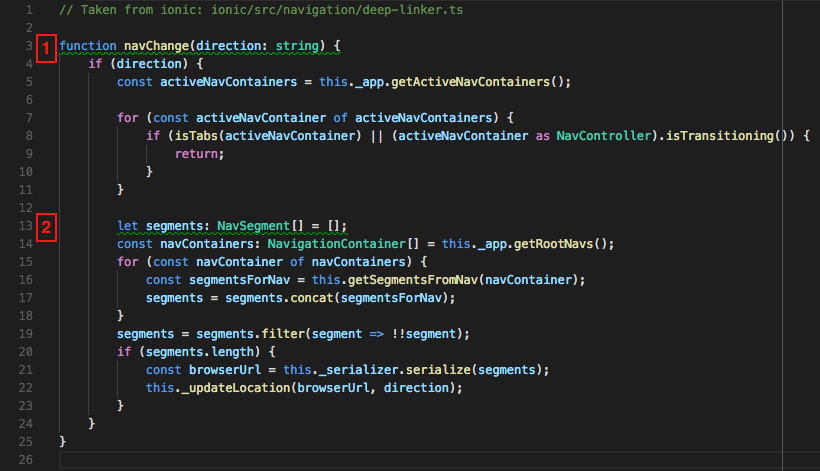 1 // Taken from ionic: ionic/src/navigation/deep-linker.ts
2
1 3 function navChange(direction: string) {
4     if (direction) {
5         const activeNavContainers = this._app.getActiveNavContainers();
6
7         for (const activeNavContainer of activeNavContainers) {
8             if (isTabs(activeNavContainer) || (activeNavContainer as NavController).isTransitioning()) {
9                 return;
10             }
11         }
12
2 13         let segments: NavSegment[] = [];
14         const navContainers: NavigationContainer[] = this._app.getRootNavs();
15         for (const navContainer of navContainers) {
16             const segmentsForNav = this.getSegmentsFromNav(navContainer);
17             segments = segments.concat(segmentsForNav);
18         }
19         segments = segments.filter(segment => !!segment);
20         if (segments.length) {
21             const browserUrl = this._serializer.serialize(segments);
22             this._updateLocation(browserUrl, direction);
23         }
24     }
25 }
26